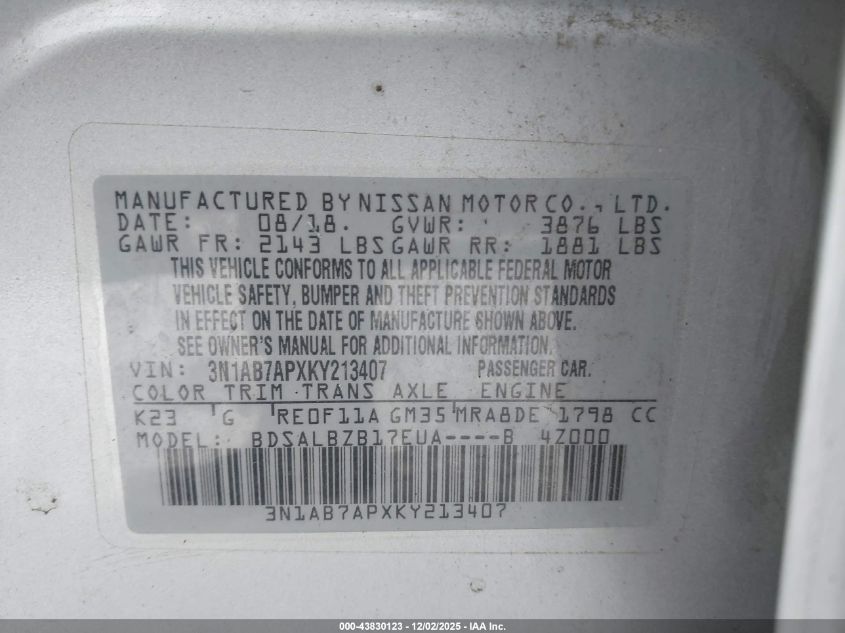 MANUFACTURED BY NISSAN MOTOR CO., LTD.
DATE: 08/18. GVWR: 3876 LBS
GAWR FR: 2143 LBS GAWR RR: 1881 LBS
THIS VEHICLE CONFORMS TO ALL APPLICABLE FEDERAL MOTOR
VEHICLE SAFETY, BUMPER AND THEFT PREVENTION STANDARDS
IN EFFECT ON THE DATE OF MANUFACTURE SHOWN ABOVE.
SEE OWNER'S MANUAL FOR ADDITIONAL INFORMATION.
VIN: 3N1AB7APXKY213407 PASSENGER CAR.
COLOR TRIM TRANS AXLE ENGINE
K23 G RE0F11A GM35 MRA8DE 1798 CC
MODEL: BDSALBZB17EUA----B 4Z000
3N1AB7APXKY213407
000-43830123 - 12/02/2025 - IAA Inc.